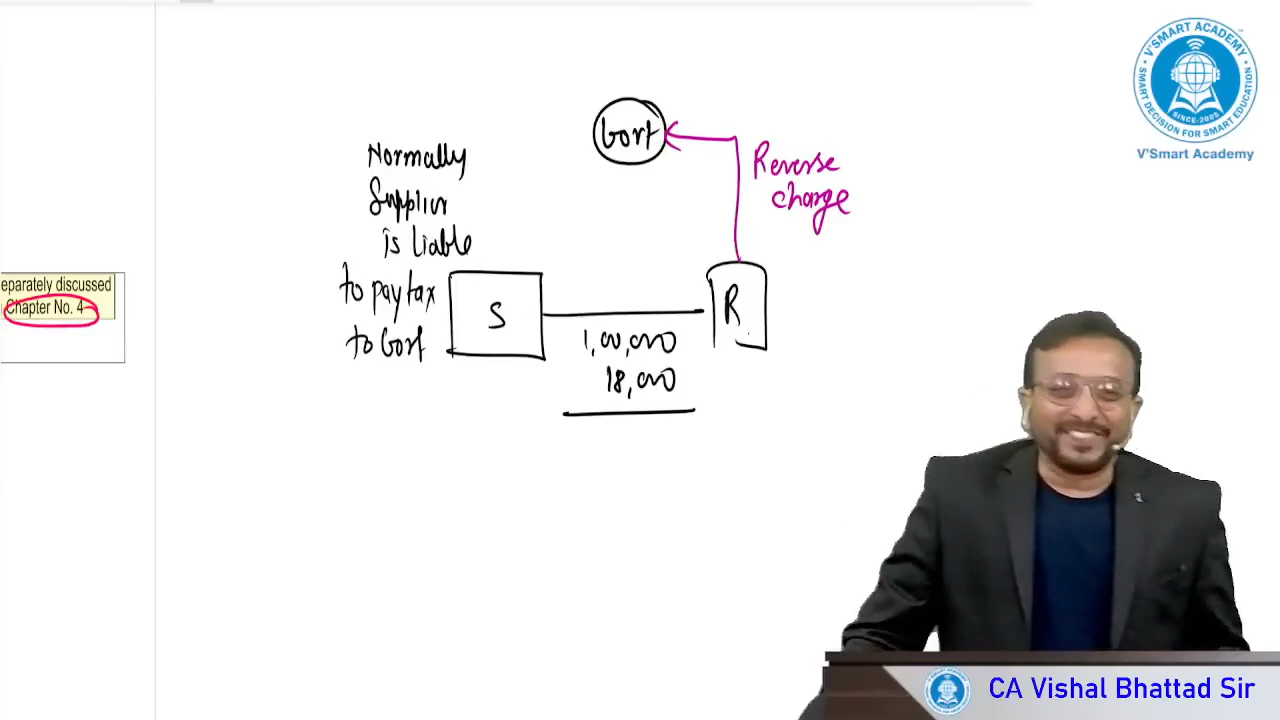 V'SMART ACADEMY
SMART DECISION FOR SMART EDUCATION
SINCE-2005
V'Smart Academy
Govt
Reverse
charge
Normally
Supplier
is liable
to pay tax
to Govt
S
R
1,00,000
18,000
eparately discussed
Chapter No. 4
CA Vishal Bhattad Sir